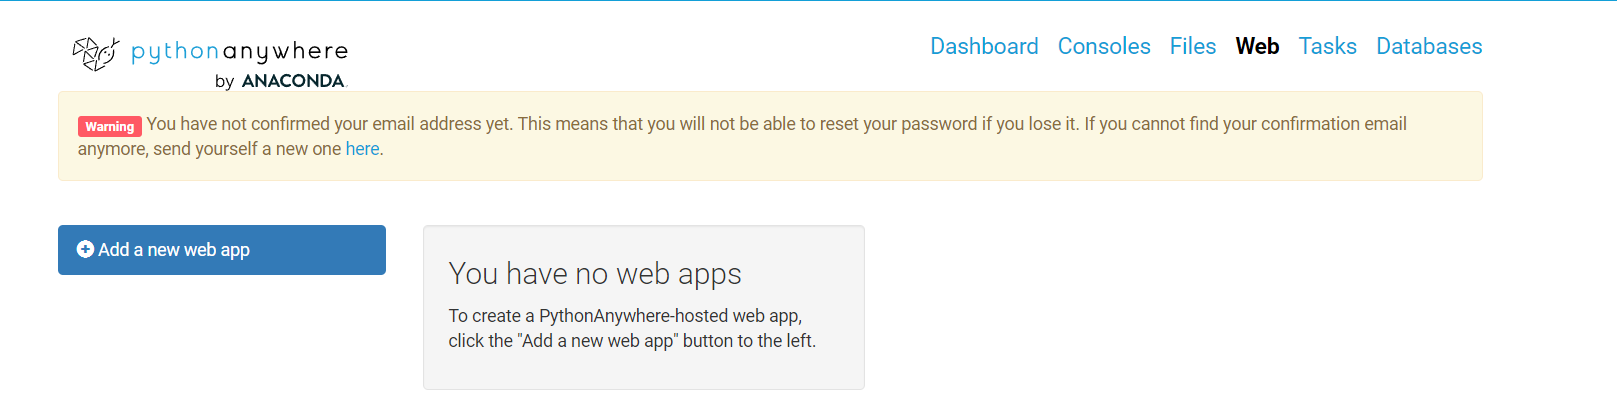 pythonanywhere
by ANACONDA.
Dashboard Consoles Files Web Tasks Databases
Warning You have not confirmed your email address yet. This means that you will not be able to reset your password if you lose it. If you cannot find your confirmation email
anymore, send yourself a new one here.
Add a new web app
You have no web apps
To create a PythonAnywhere-hosted web app,
click the "Add a new web app" button to the left.